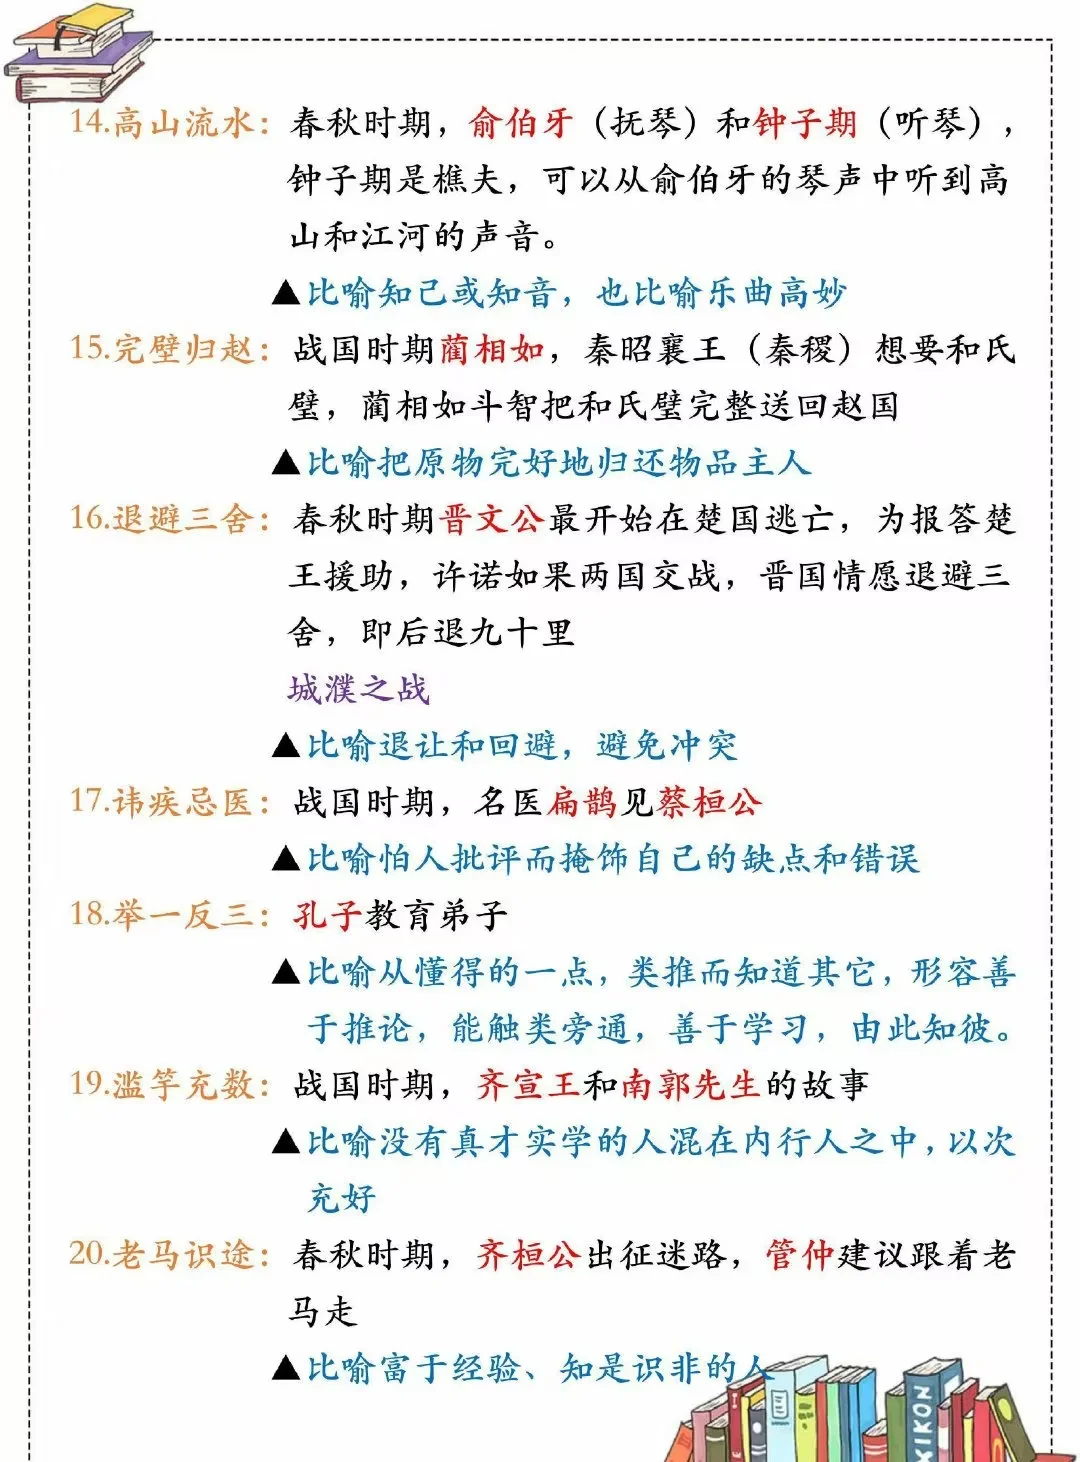 14.高山流水：春秋时期，俞伯牙（抚琴）和钟子期（听琴），
钟子期是樵夫，可以从俞伯牙的琴声中听到高
山和江河的声音。
▲比喻知己或知音，也比喻乐曲高妙
15.完璧归赵：战国时期蔺相如，秦昭襄王（秦稷）想要和氏
璧，蔺相如斗智把和氏璧完整送回赵国
▲比喻把原物完好地归还物品主人
16.退避三舍：春秋时期晋文公最开始在楚国逃亡，为报答楚
王援助，许诺如果两国交战，晋国情愿退避三
舍，即后退九十里
城濮之战
▲比喻退让和回避，避免冲突
17.讳疾忌医：战国时期，名医扁鹊见蔡桓公
▲比喻怕人批评而掩饰自己的缺点和错误
18.举一反三：孔子教育弟子
▲比喻从懂得的一点，类推而知道其它，形容善
于推论，能触类旁通，善于学习，由此知彼。
19.滥竽充数：战国时期，齐宣王和南郭先生的故事
▲比喻没有真才实学的人混在内行人之中，以次
充好
20.老马识途：春秋时期，齐桓公出征迷路，管仲建议跟着老
马走
▲比喻富于经验、知是识非的人
XIKON